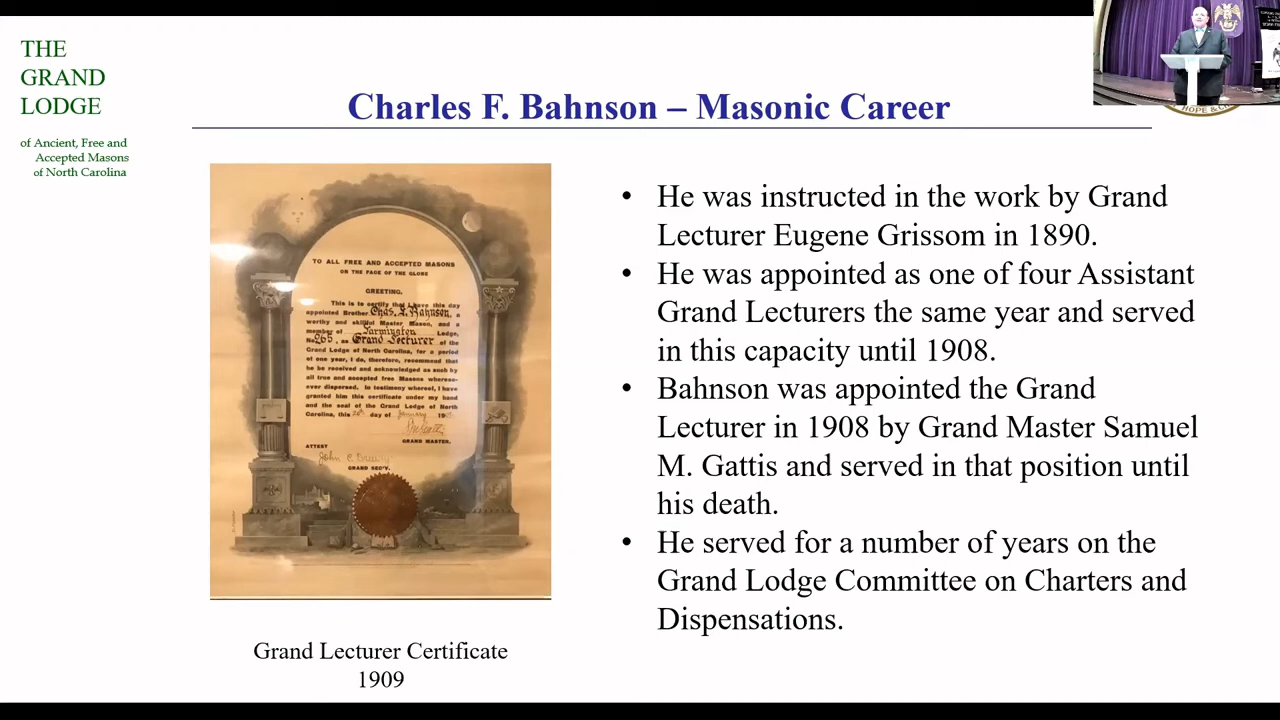 THE
GRAND
LODGE
of Ancient, Free and
Accepted Masons
of North Carolina
Charles F. Bahnson – Masonic Career
HOPE &
TO ALL FREE AND ACCEPTED MASONS
ON THE FACE OF THE GLOBE
GREETING.
This is to certify that I have this day
appointed Brother Chas. F. Bahnson, a
worthy and skillful Master Mason, and a
member of Farmington Lodge,
No. 265, as Grand Lecturer of the
Grand Lodge of North Carolina, for a period
of one year, I do, therefore, recommend that
he be received and acknowledged as such by
all true and accepted free Masons wherso-
ever dispersed. In testimony whereof, I have
granted him this certificate under my hand
and the seal of the Grand Lodge of North
Carolina, this day of January 19
GRAND MASTER.
ATTEST
John C. Drewry
GRAND SEC'Y.
Grand Lecturer Certificate
1909
• He was instructed in the work by Grand
Lecturer Eugene Grissom in 1890.
• He was appointed as one of four Assistant
Grand Lecturers the same year and served
in this capacity until 1908.
• Bahnson was appointed the Grand
Lecturer in 1908 by Grand Master Samuel
M. Gattis and served in that position until
his death.
• He served for a number of years on the
Grand Lodge Committee on Charters and
Dispensations.